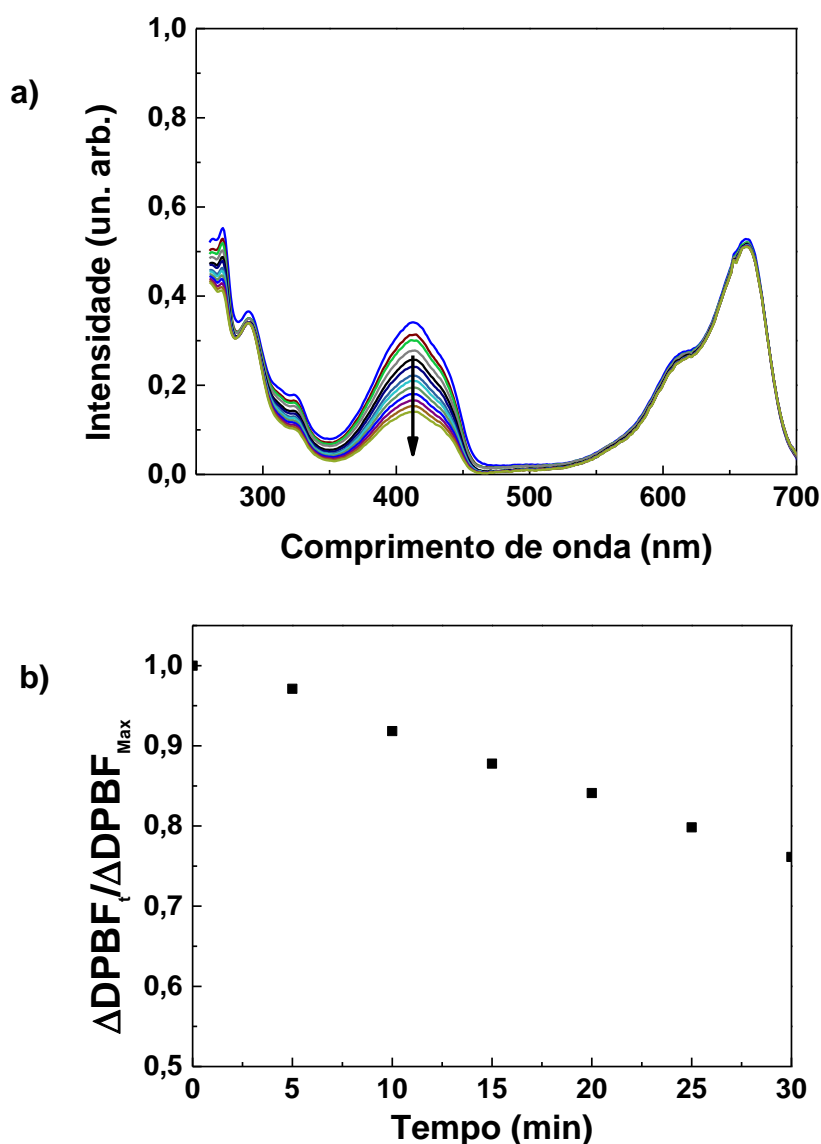 a)
Intensidade (un. arb.)
1,0
0,8
0,6
0,4
0,2
0,0
300 400 500 600 700
Comprimento de onda (nm)
b)
ΔDPBFₜ/ΔDPBF_Max
1,0
0,9
0,8
0,7
0,6
0,5
0 5 10 15 20 25 30
Tempo (min)